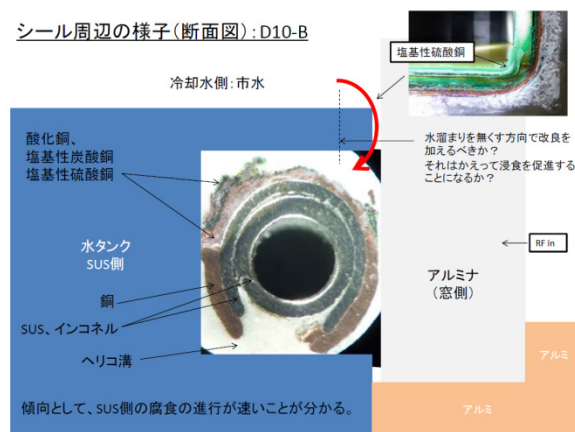 シール周辺の様子(断面図):D10-B
塩基性硫酸銅
冷却水側:市水
水溜まりを無くす方向で改良を
加えるべきか?
それはかえって浸食を促進する
ことになるか?
酸化銅、
塩基性炭酸銅
塩基性硫酸銅
水タンク
SUS側
RF in
アルミナ
(窓側)
銅
SUS、インコネル
ヘリコ溝
アルミ
アルミ
傾向として、SUS側の腐食の進行が速いことが分かる。